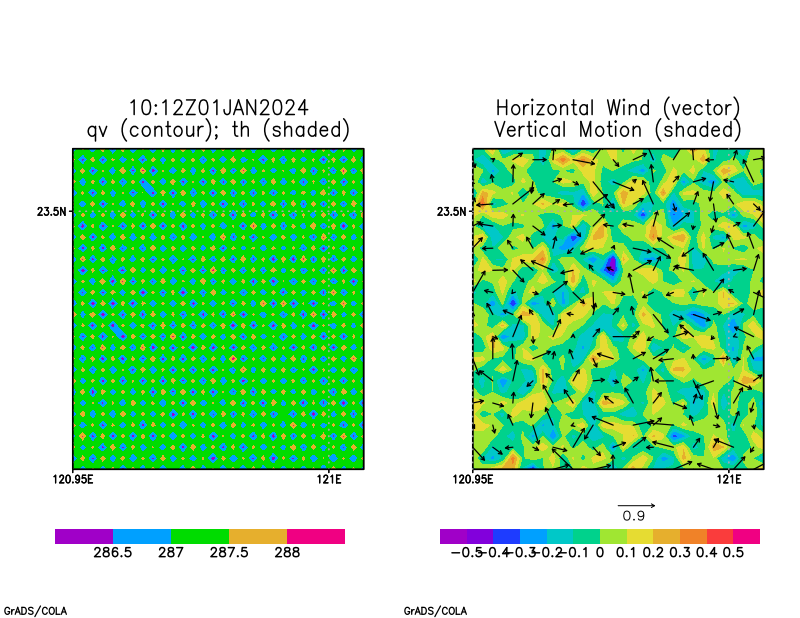 10:12Z01JAN2024
qv (contour); th (shaded)
23.5N
120.95E 121E
286.5 287 287.5 288
GrADS/COLA
Horizontal Wind (vector)
Vertical Motion (shaded)
23.5N
120.95E 121E
0.9
-0.5 -0.4 -0.3 -0.2 -0.1 0 0.1 0.2 0.3 0.4 0.5
GrADS/COLA